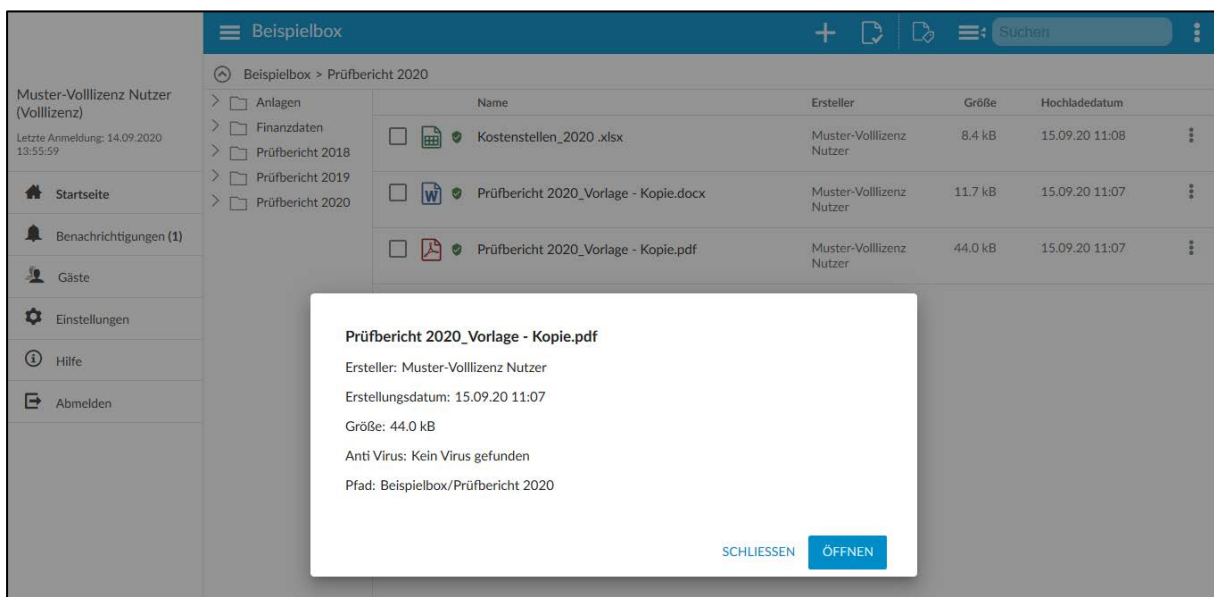 Beispielbox
Suchen
Beispielbox > Prüfbericht 2020
Muster-Volllizenz Nutzer
(Volllizenz)
Letzte Anmeldung: 14.09.2020
13:55:59
Startseite
Benachrichtigungen (1)
Gäste
Einstellungen
Hilfe
Abmelden
Anlagen
Finanzdaten
Prüfbericht 2018
Prüfbericht 2019
Prüfbericht 2020
Name Ersteller Größe Hochladedatum
Kostenstellen_2020 .xlsx Muster-Volllizenz 8.4 kB 15.09.20 11:08
Nutzer
Prüfbericht 2020_Vorlage - Kopie.docx Muster-Volllizenz 11.7 kB 15.09.20 11:07
Nutzer
Prüfbericht 2020_Vorlage - Kopie.pdf Muster-Volllizenz 44.0 kB 15.09.20 11:07
Nutzer
Prüfbericht 2020_Vorlage - Kopie.pdf
Ersteller: Muster-Volllizenz Nutzer
Erstellungsdatum: 15.09.20 11:07
Größe: 44.0 kB
Anti Virus: Kein Virus gefunden
Pfad: Beispielbox/Prüfbericht 2020
SCHLIESSEN ÖFFNEN